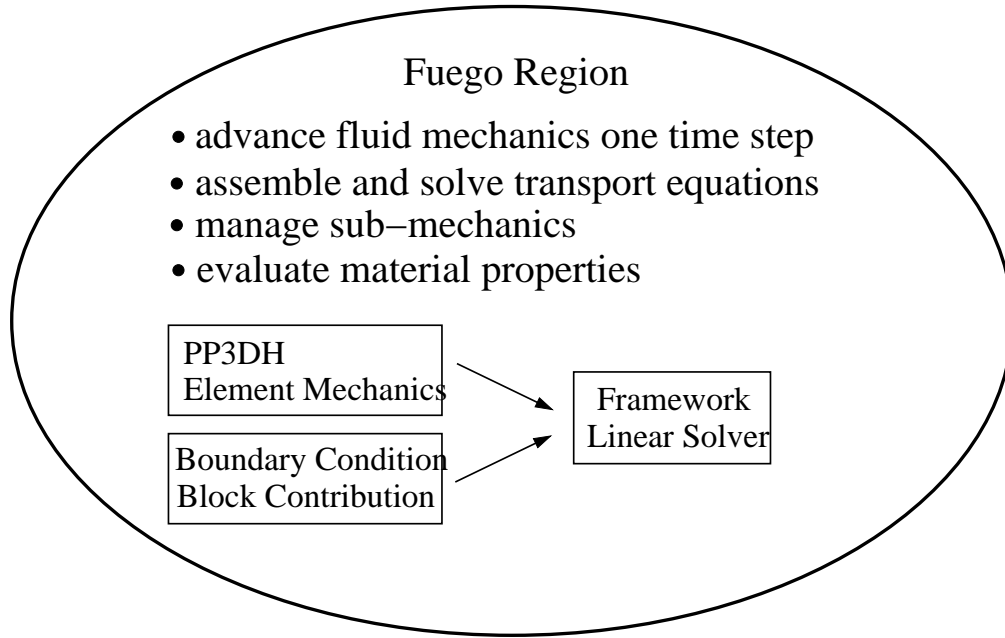 Fuego Region
• advance fluid mechanics one time step
• assemble and solve transport equations
• manage sub−mechanics
• evaluate material properties
PP3DH
Element Mechanics
Boundary Condition
Block Contribution
Framework
Linear Solver